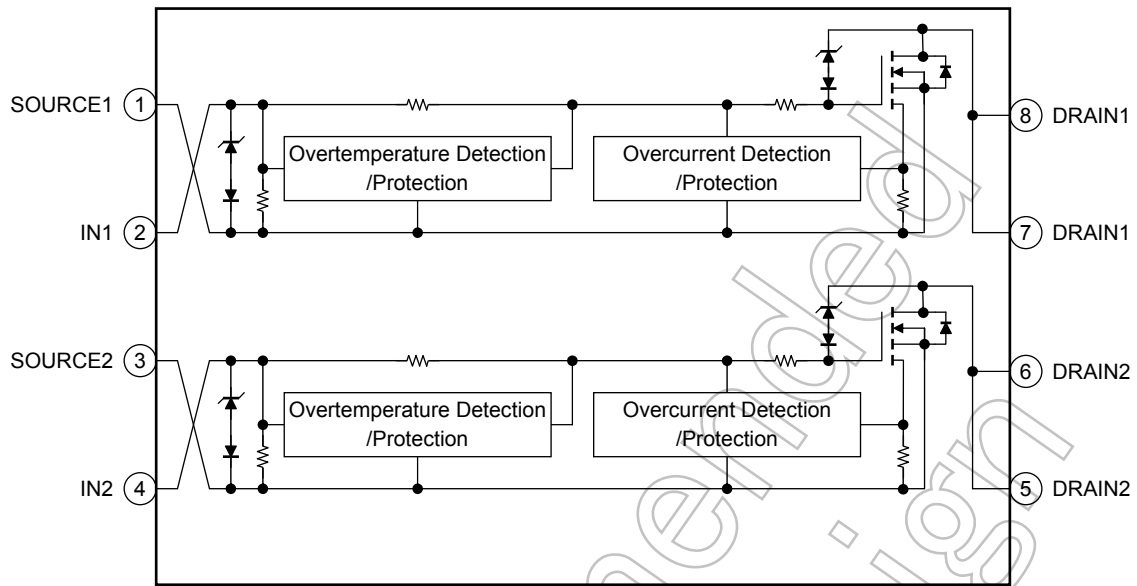 SOURCE1 1
8 DRAIN1
Overtemperature Detection
/Protection
Overcurrent Detection
/Protection
IN1 2
7 DRAIN1
SOURCE2 3
6 DRAIN2
Overtemperature Detection
/Protection
Overcurrent Detection
/Protection
IN2 4
5 DRAIN2